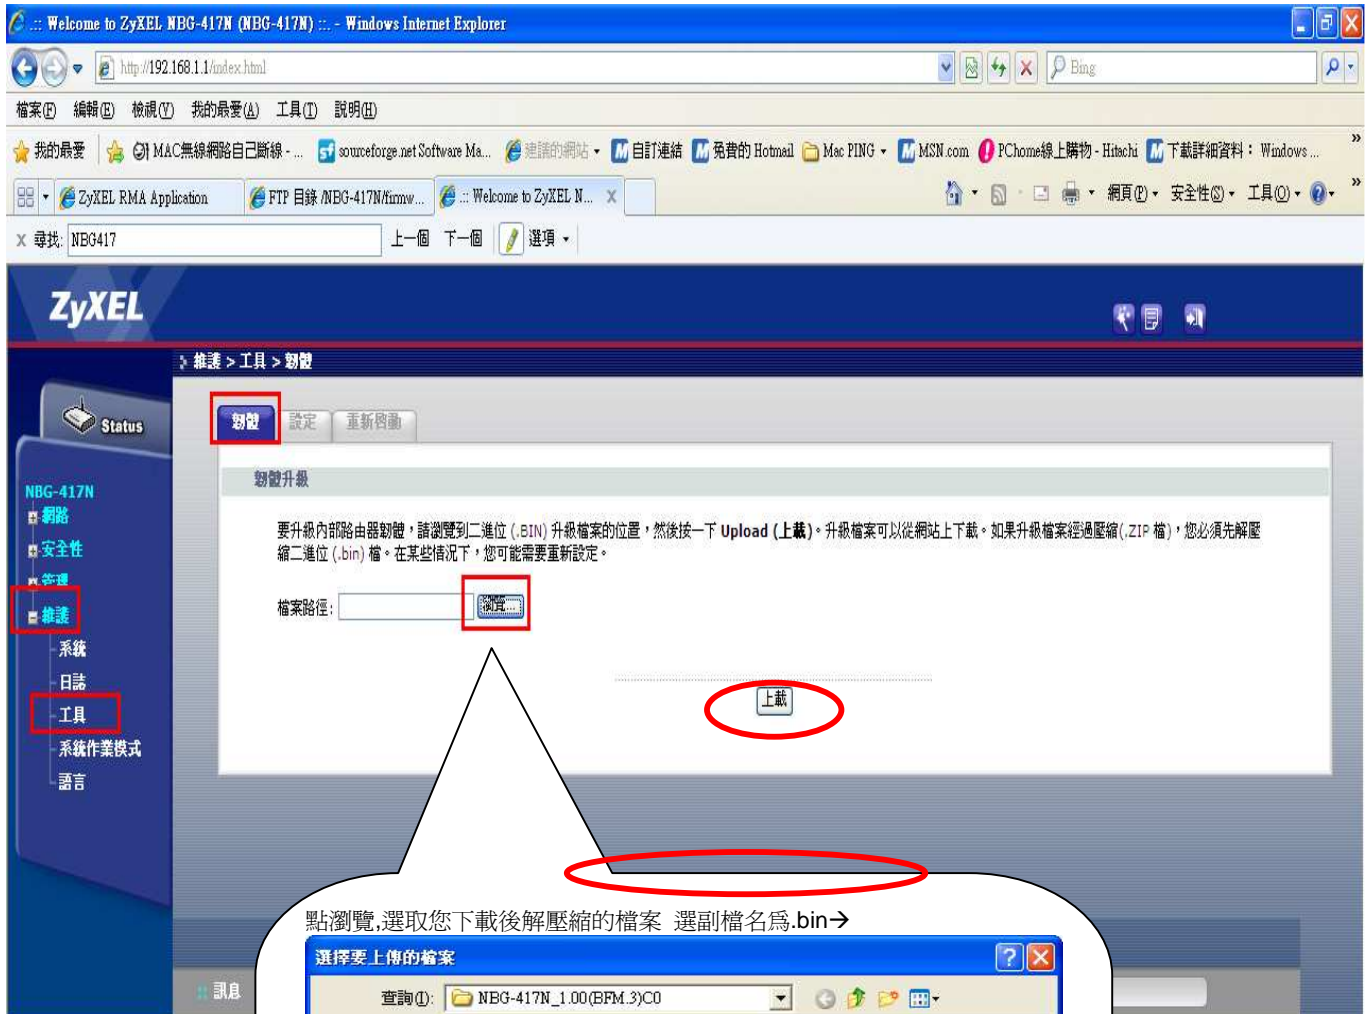 .:: Welcome to ZyXEL NBG-417N (NBG-417N) ::. - Windows Internet Explorer
http://192.168.1.1/index.html
Bing
檔案(F) 編輯(E) 檢視(V) 我的最愛(A) 工具(T) 說明(H)
我的最愛 MAC無線網路自己斷線 - ... sourceforge.net Software Ma... 建議的網站 自訂連結 免費的 Hotmail Mac PING MSN.com PChome線上購物 - Hitachi 下載詳細資料: Windows ... »
ZyXEL RMA Application FTP 目錄 /NBG-417N/firmw... .:: Welcome to ZyXEL N... X 網頁(P) 安全性(S) 工具(O) »
x 尋找: NBG417 上一個 下一個 選項
ZyXEL
維護 > 工具 > 韌體
Status
韌體 設定 重新啟動
韌體升級
NBG-417N
網路
安全性
管理
維護
系統
日誌
工具
系統作業模式
語言
要升級內部路由器韌體,請瀏覽到二進位 (.BIN) 升級檔案的位置,然後按一下 Upload (上載)。升級檔案可以從網站上下載。如果升級檔案經過壓縮(.ZIP 檔),您必須先解壓
縮二進位 (.bin) 檔。在某些情況下,您可能需要重新設定。
檔案路徑: 瀏覽...
上載
點瀏覽,選取您下載後解壓縮的檔案 選副檔名為.bin→
選擇要上傳的檔案
訊息
查詢(I): NBG-417N_1.00(BFM.3)C0